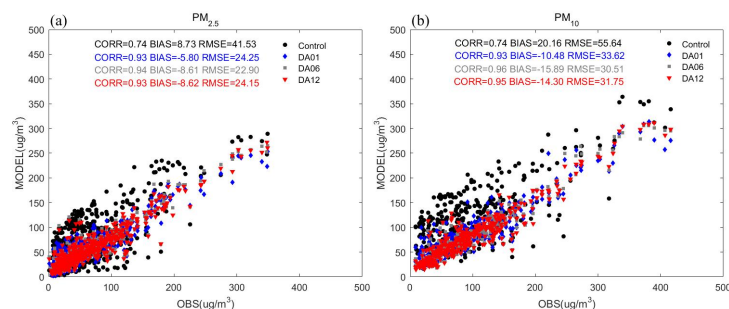 (a)
PM2.5
CORR=0.74 BIAS=8.73 RMSE=41.53
CORR=0.93 BIAS=-5.80 RMSE=24.25
CORR=0.94 BIAS=-8.61 RMSE=22.90
CORR=0.93 BIAS=-8.62 RMSE=24.15
Control
DA01
DA06
DA12
MODEL(ug/m³)
500
450
400
350
300
250
200
150
100
50
0
0 100 200 300 400 500
OBS(ug/m³)
(b)
PM10
CORR=0.74 BIAS=20.16 RMSE=55.64
CORR=0.93 BIAS=-10.48 RMSE=33.62
CORR=0.96 BIAS=-15.89 RMSE=30.51
CORR=0.95 BIAS=-14.30 RMSE=31.75
Control
DA01
DA06
DA12
MODEL(ug/m³)
500
450
400
350
300
250
200
150
100
50
0
0 100 200 300 400 500
OBS(ug/m³)